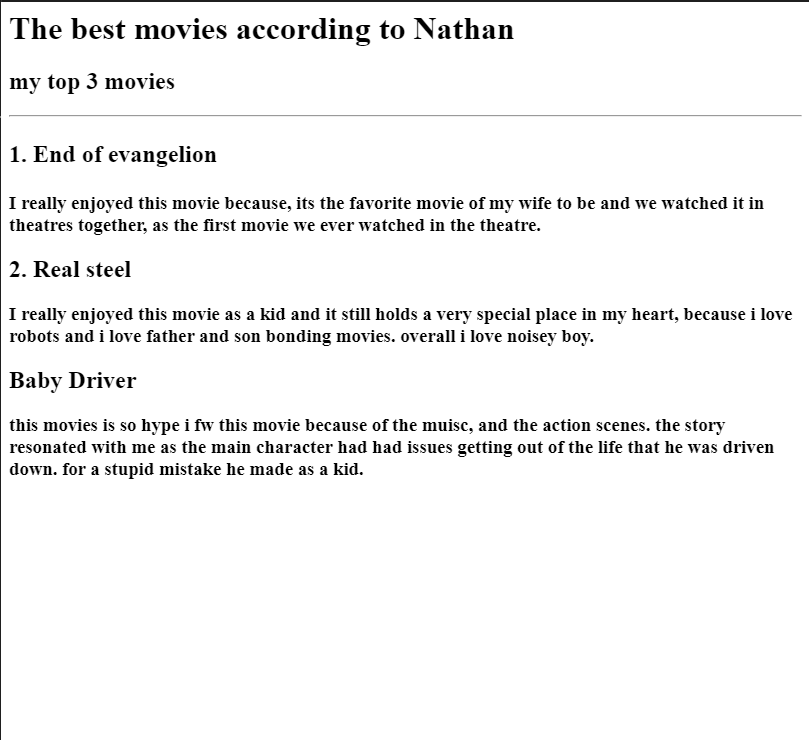 The best movies according to Nathan
my top 3 movies
1. End of evangelion
I really enjoyed this movie because, its the favorite movie of my wife to be and we watched it in
theatres together, as the first movie we ever watched in the theatre.
2. Real steel
I really enjoyed this movie as a kid and it still holds a very special place in my heart, because i love
robots and i love father and son bonding movies. overall i love noisey boy.
Baby Driver
this movies is so hype i fw this movie because of the muisc, and the action scenes. the story
resonated with me as the main character had had issues getting out of the life that he was driven
down. for a stupid mistake he made as a kid.